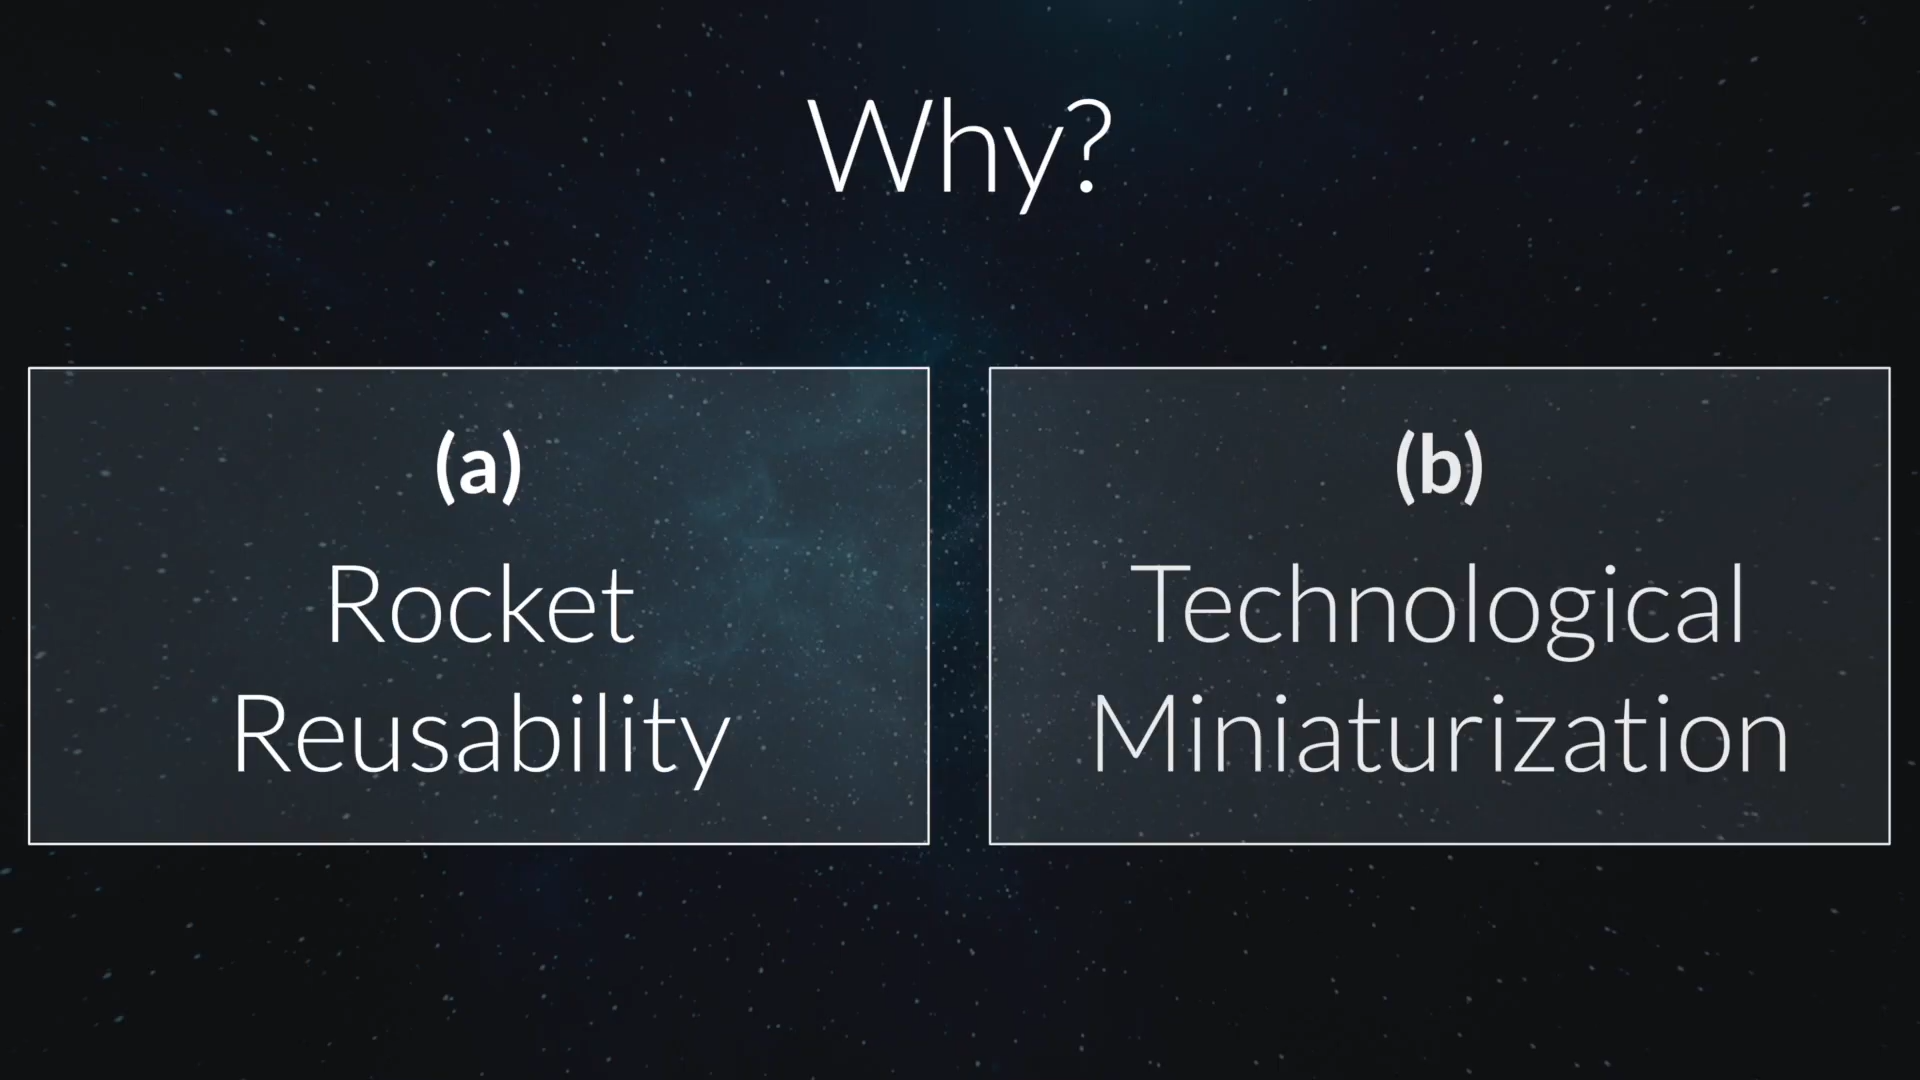 Why?
(a)
Rocket
Reusability
(b)
Technological
Miniaturization